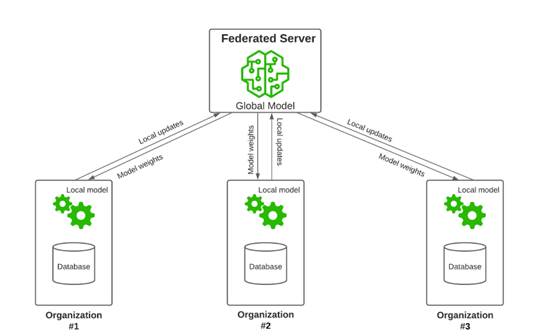 Federated Server
Global Model
Local updates
Model weights
Model weights
Local updates
Local updates
Model weights
Local model
Database
Organization
#1
Local model
Database
Organization
#2
Local model
Database
Organization
#3